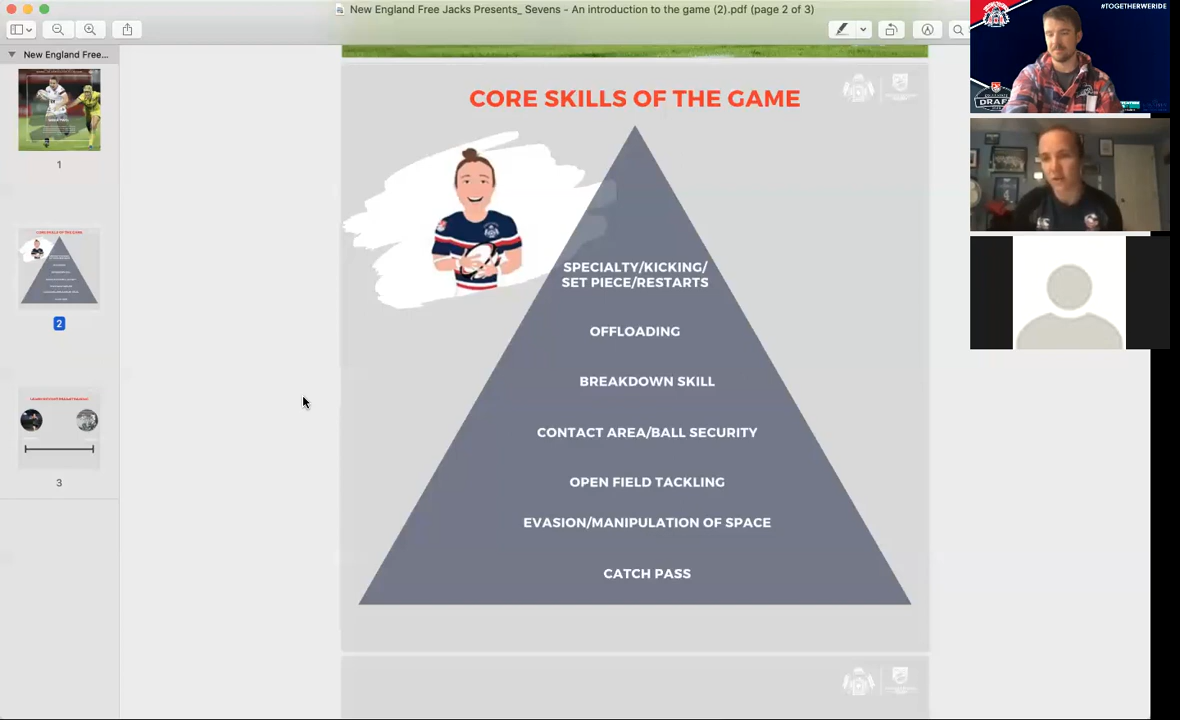 New England Free Jacks Presents_ Sevens - An introduction to the game (2).pdf (page 2 of 3)
#TOGETHERWERIDE
New England Free...
CORE SKILLS OF THE GAME
SPECIALTY/KICKING/
SET PIECE/RESTARTS
OFFLOADING
BREAKDOWN SKILL
CONTACT AREA/BALL SECURITY
OPEN FIELD TACKLING
EVASION/MANIPULATION OF SPACE
CATCH PASS
1
2
3
DRAFT